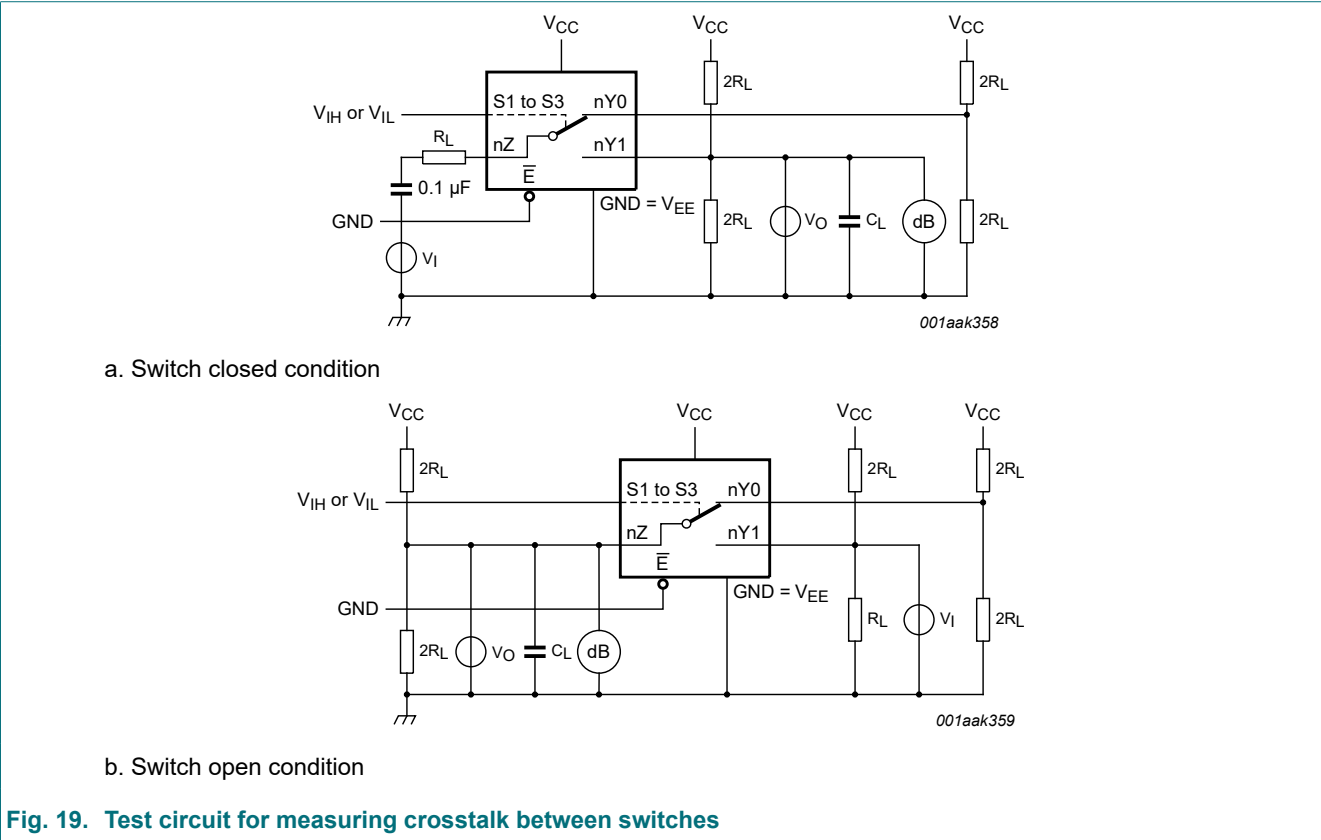 VCC VCC VCC
2RL 2RL
S1 to S3 nY0
VIH or VIL
RL nZ nY1
E̅
0.1 µF
GND = VEE
GND 2RL VO CL dB 2RL
VI
001aak358
a. Switch closed condition
VCC VCC VCC VCC
2RL 2RL 2RL
S1 to S3 nY0
VIH or VIL
nZ nY1
E̅
GND = VEE
GND RL VI 2RL
2RL VO CL dB
001aak359
b. Switch open condition
Fig. 19. Test circuit for measuring crosstalk between switches